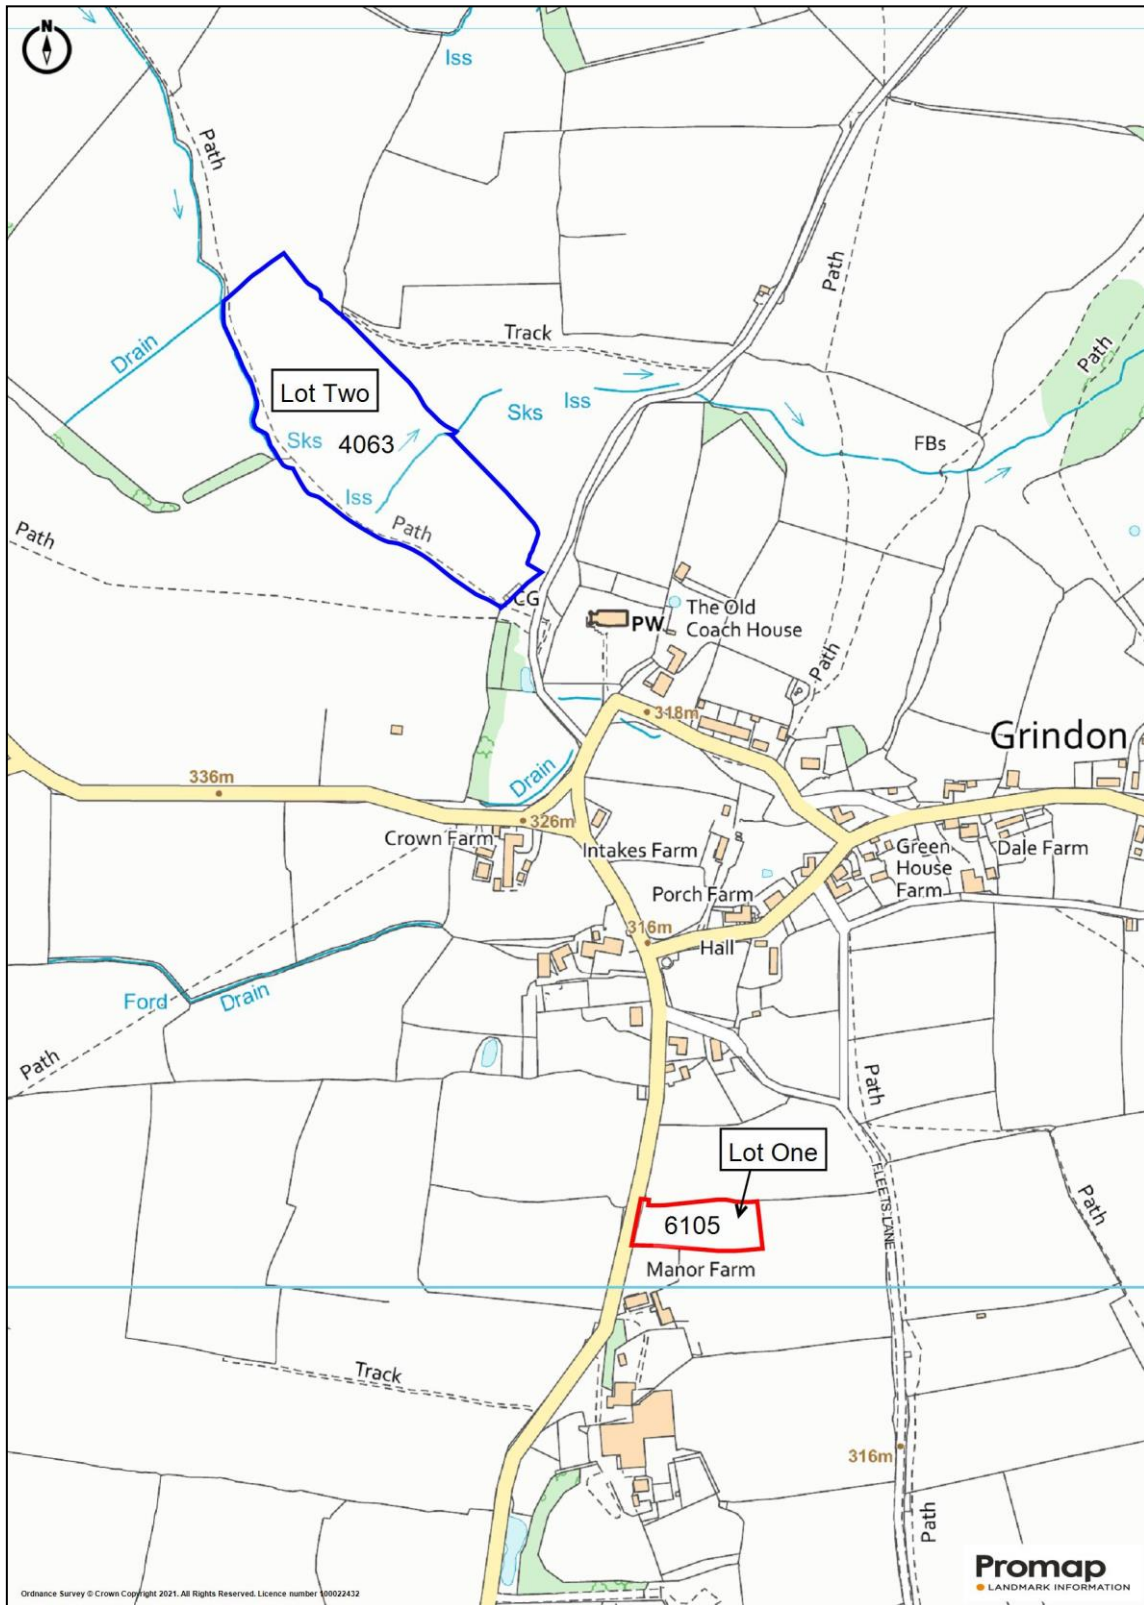 N
Iss
Path
Path
Track
Drain
Path
Lot Two
Iss
Sks
Sks
4063
FBs
Iss
Path
Path
CG
The Old
PW
Coach House
Path
318m
Grindon
336m
Drain
326m
Crown Farm
Intakes Farm
Green
House
Farm
Dale Farm
Porch Farm
316m
Hall
Ford
Drain
Path
Path
Lot One
FLEETS LANE
Path
6105
Manor Farm
Track
316m
Path
Promap
LANDMARK INFORMATION
Ordnance Survey © Crown Copyright 2021. All Rights Reserved. Licence number 100022432